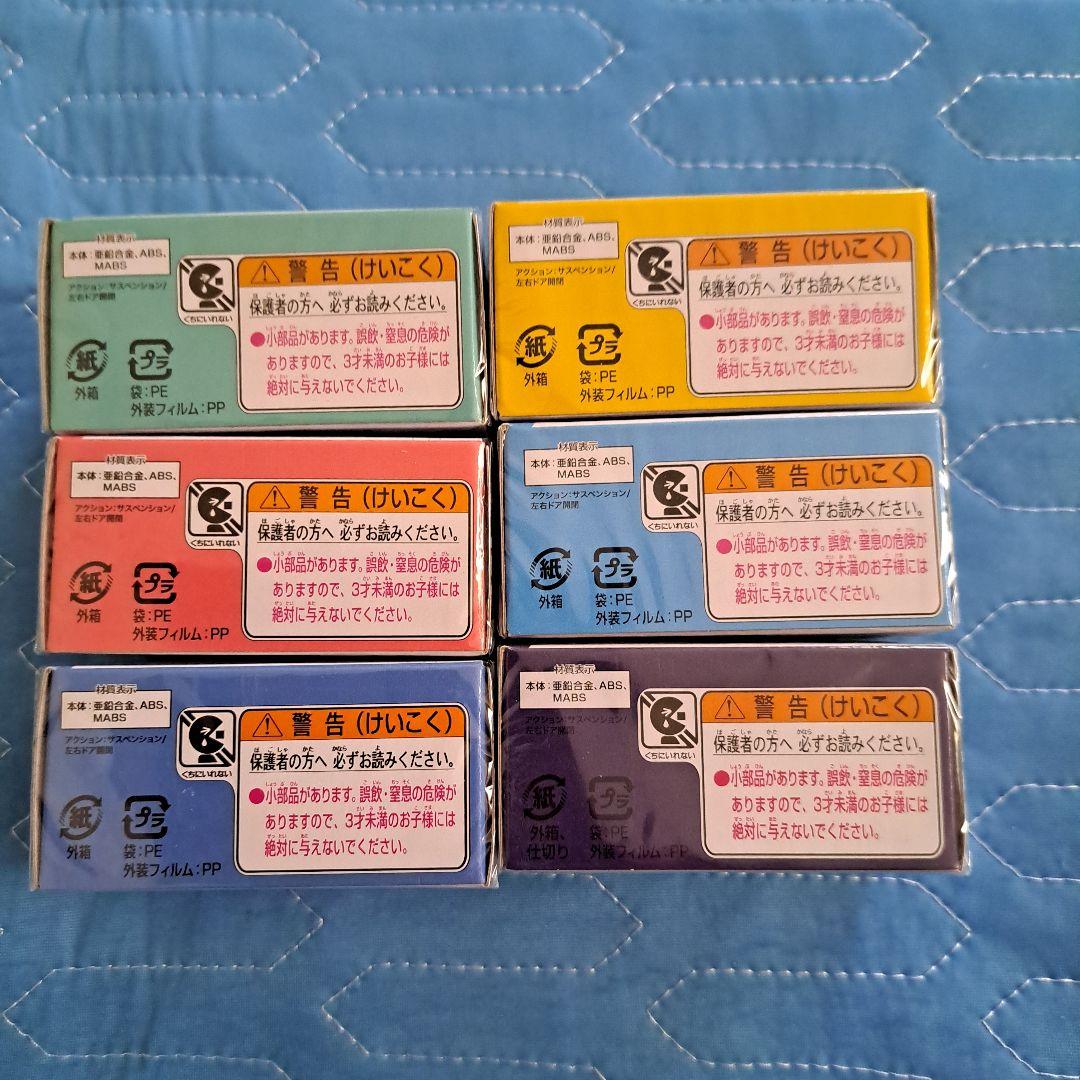 材質表示
本体：亜鉛合金、ABS、
MABS
アクション：サスペンション/
左右ドア開閉
くちにいれない
警告（けいこく）
保護者の方へ 必ずお読みください。
●小部品があります。誤飲・窒息の危険が
ありますので、3才未満のお子様には
絶対に与えないでください。
紙
外箱
プラ
袋：PE
外装フィルム：PP
材質表示
本体：亜鉛合金、ABS、
MABS
アクション：サスペンション/
左右ドア開閉
くちにいれない
警告（けいこく）
保護者の方へ 必ずお読みください。
●小部品があります。誤飲・窒息の危険が
ありますので、3才未満のお子様には
絶対に与えないでください。
紙
外箱
プラ
袋：PE
外装フィルム：PP
材質表示
本体：亜鉛合金、ABS、
MABS
アクション：サスペンション/
左右ドア開閉
くちにいれない
警告（けいこく）
保護者の方へ 必ずお読みください。
●小部品があります。誤飲・窒息の危険が
ありますので、3才未満のお子様には
絶対に与えないでください。
紙
外箱
プラ
袋：PE
外装フィルム：PP
材質表示
本体：亜鉛合金、ABS、
MABS
アクション：サスペンション/
左右ドア開閉
くちにいれない
警告（けいこく）
保護者の方へ 必ずお読みください。
●小部品があります。誤飲・窒息の危険が
ありますので、3才未満のお子様には
絶対に与えないでください。
紙
外箱
プラ
袋：PE
外装フィルム：PP
材質表示
本体：亜鉛合金、ABS、
MABS
アクション：サスペンション/
左右ドア開閉
くちにいれない
警告（けいこく）
保護者の方へ 必ずお読みください。
●小部品があります。誤飲・窒息の危険が
ありますので、3才未満のお子様には
絶対に与えないでください。
紙
外箱
プラ
袋：PE
外装フィルム：PP
材質表示
本体：亜鉛合金、ABS、
MABS
アクション：サスペンション/
左右ドア開閉
くちにいれない
警告（けいこく）
保護者の方へ 必ずお読みください。
●小部品があります。誤飲・窒息の危険が
ありますので、3才未満のお子様には
絶対に与えないでください。
紙
外箱、
仕切り
プラ
袋：PE
外装フィルム：PP